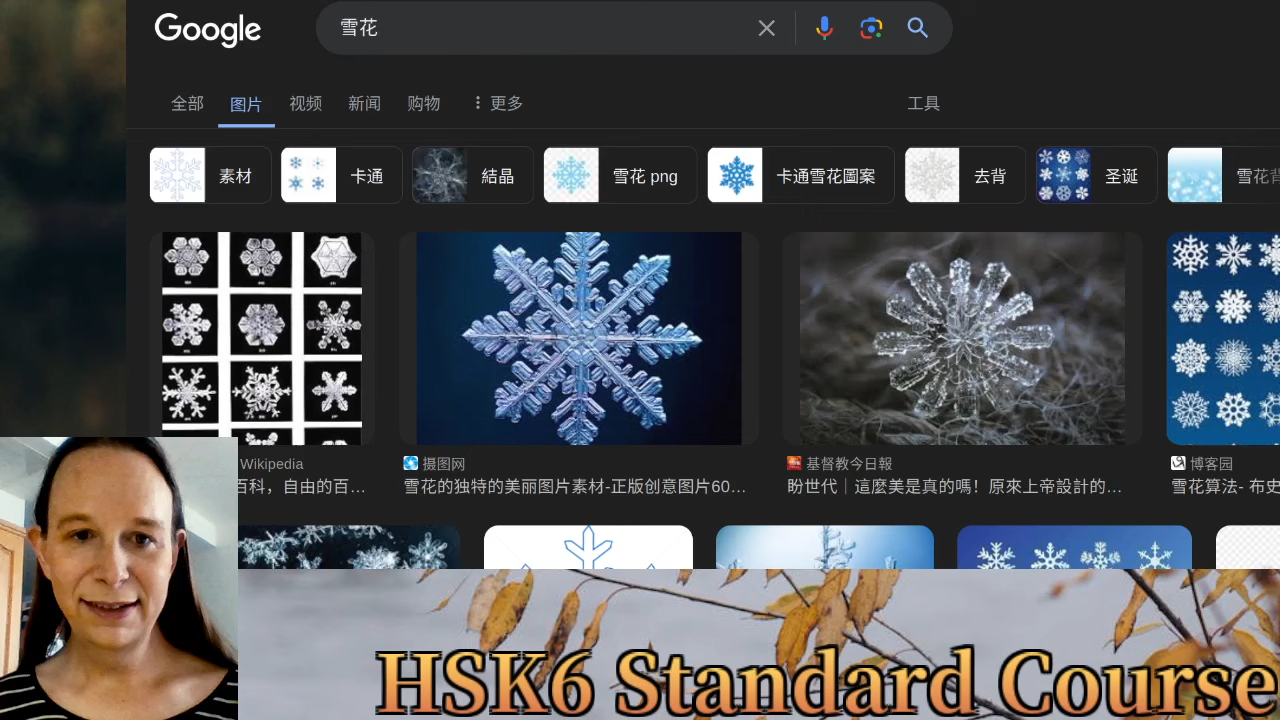 Google
雪花
全部 图片 视频 新闻 购物 更多 工具
素材 卡通 結晶 雪花 png 卡通雪花圖案 去背 圣诞 雪花背
Wikipedia 摄图网 基督教今日報 博客园
百科，自由的百… 雪花的独特的美丽图片素材-正版创意图片60… 盼世代｜這麼美是真的嗎！原來上帝設計的… 雪花算法- 布史
HSK6 Standard Course